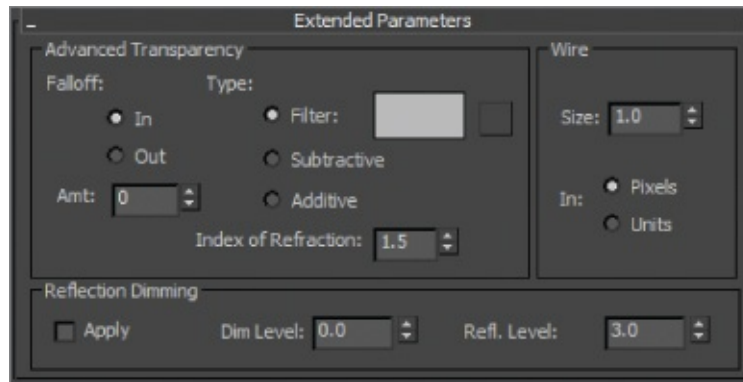 Extended Parameters
Advanced Transparency
Wire
Falloff:
Type:
In
Filter:
Size: 1.0
Out
Subtractive
Amt: 0
Additive
In:
Pixels
Units
Index of Refraction: 1.5
Reflection Dimming
Apply
Dim Level: 0.0
Refl. Level: 3.0